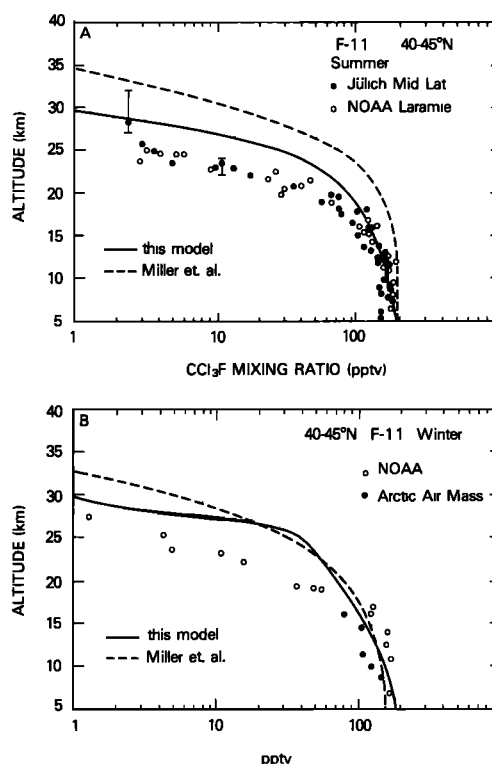 A
F-11 40-45°N
Summer
• Jülich Mid Lat
○ NOAA Laramie
40
35
30
25
20
15
10
5
ALTITUDE (km)
— this model
--- Miller et. al.
1 10 100
CCl₃F MIXING RATIO (pptv)
B
40-45°N F-11 Winter
○ NOAA
• Arctic Air Mass
40
35
30
25
20
15
10
5
ALTITUDE (km)
— this model
--- Miller et. al.
1 10 100
pptv